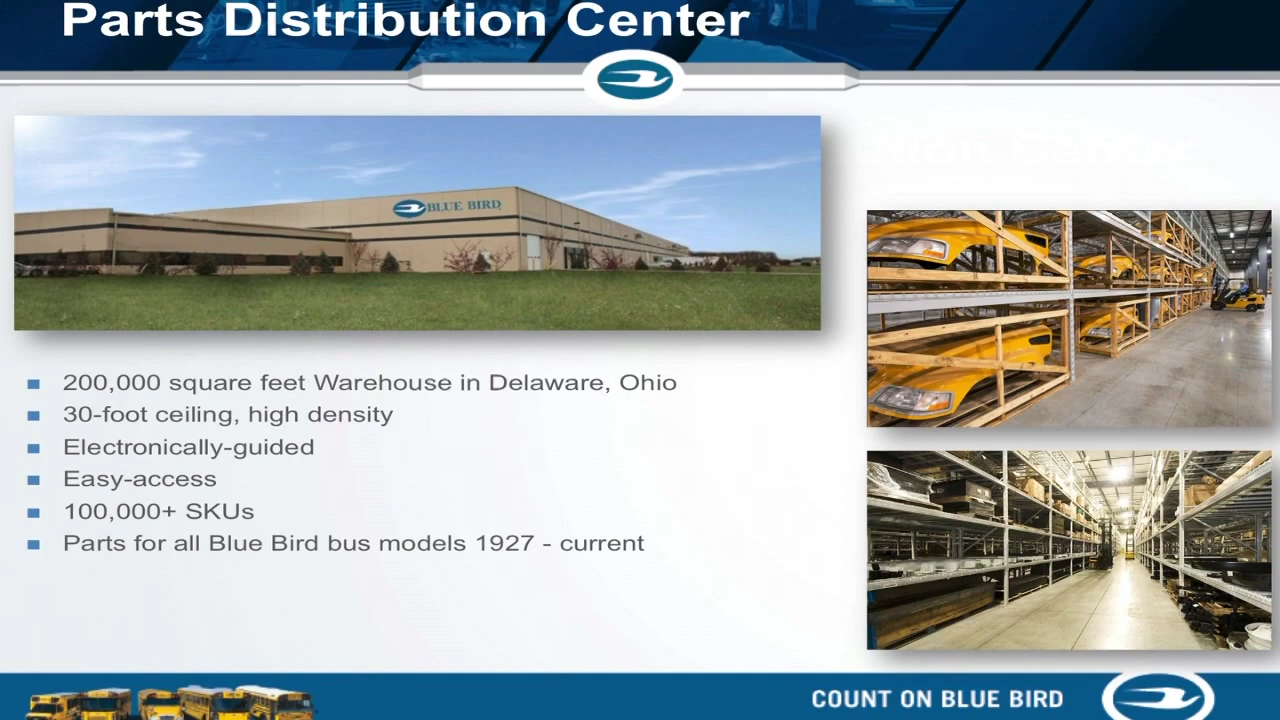 Parts Distribution Center
BLUE BIRD
200,000 square feet Warehouse in Delaware, Ohio
30-foot ceiling, high density
Electronically-guided
Easy-access
100,000+ SKUs
Parts for all Blue Bird bus models 1927 - current
COUNT ON BLUE BIRD